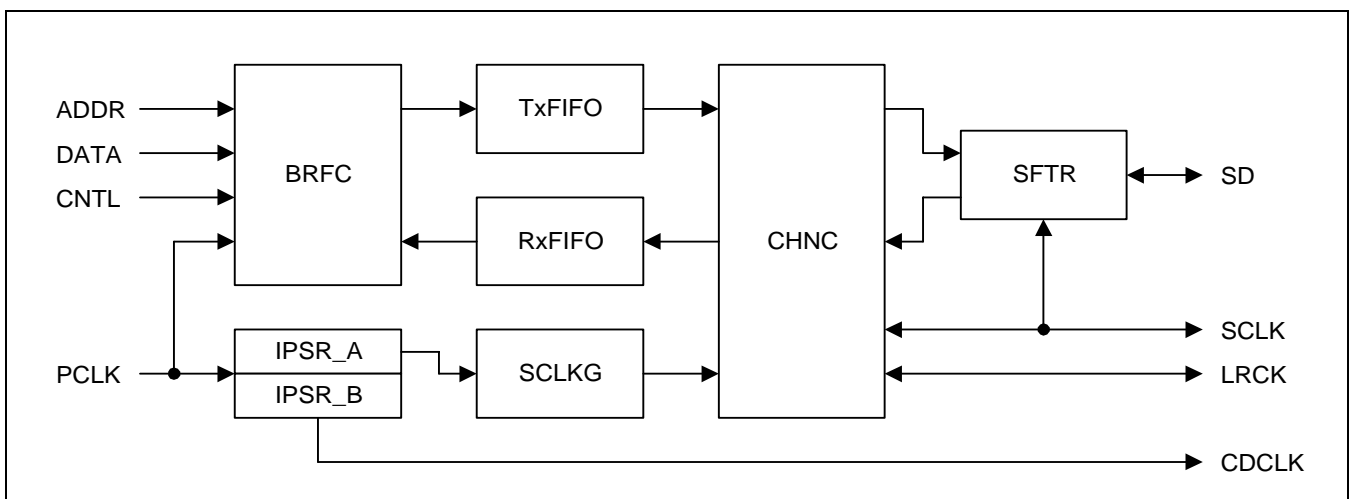 ADDR
DATA
CNTL
BRFC
TxFIFO
RxFIFO
CHNC
SFTR
SD
PCLK
IPSR_A
IPSR_B
SCLKG
SCLK
LRCK
CDCLK